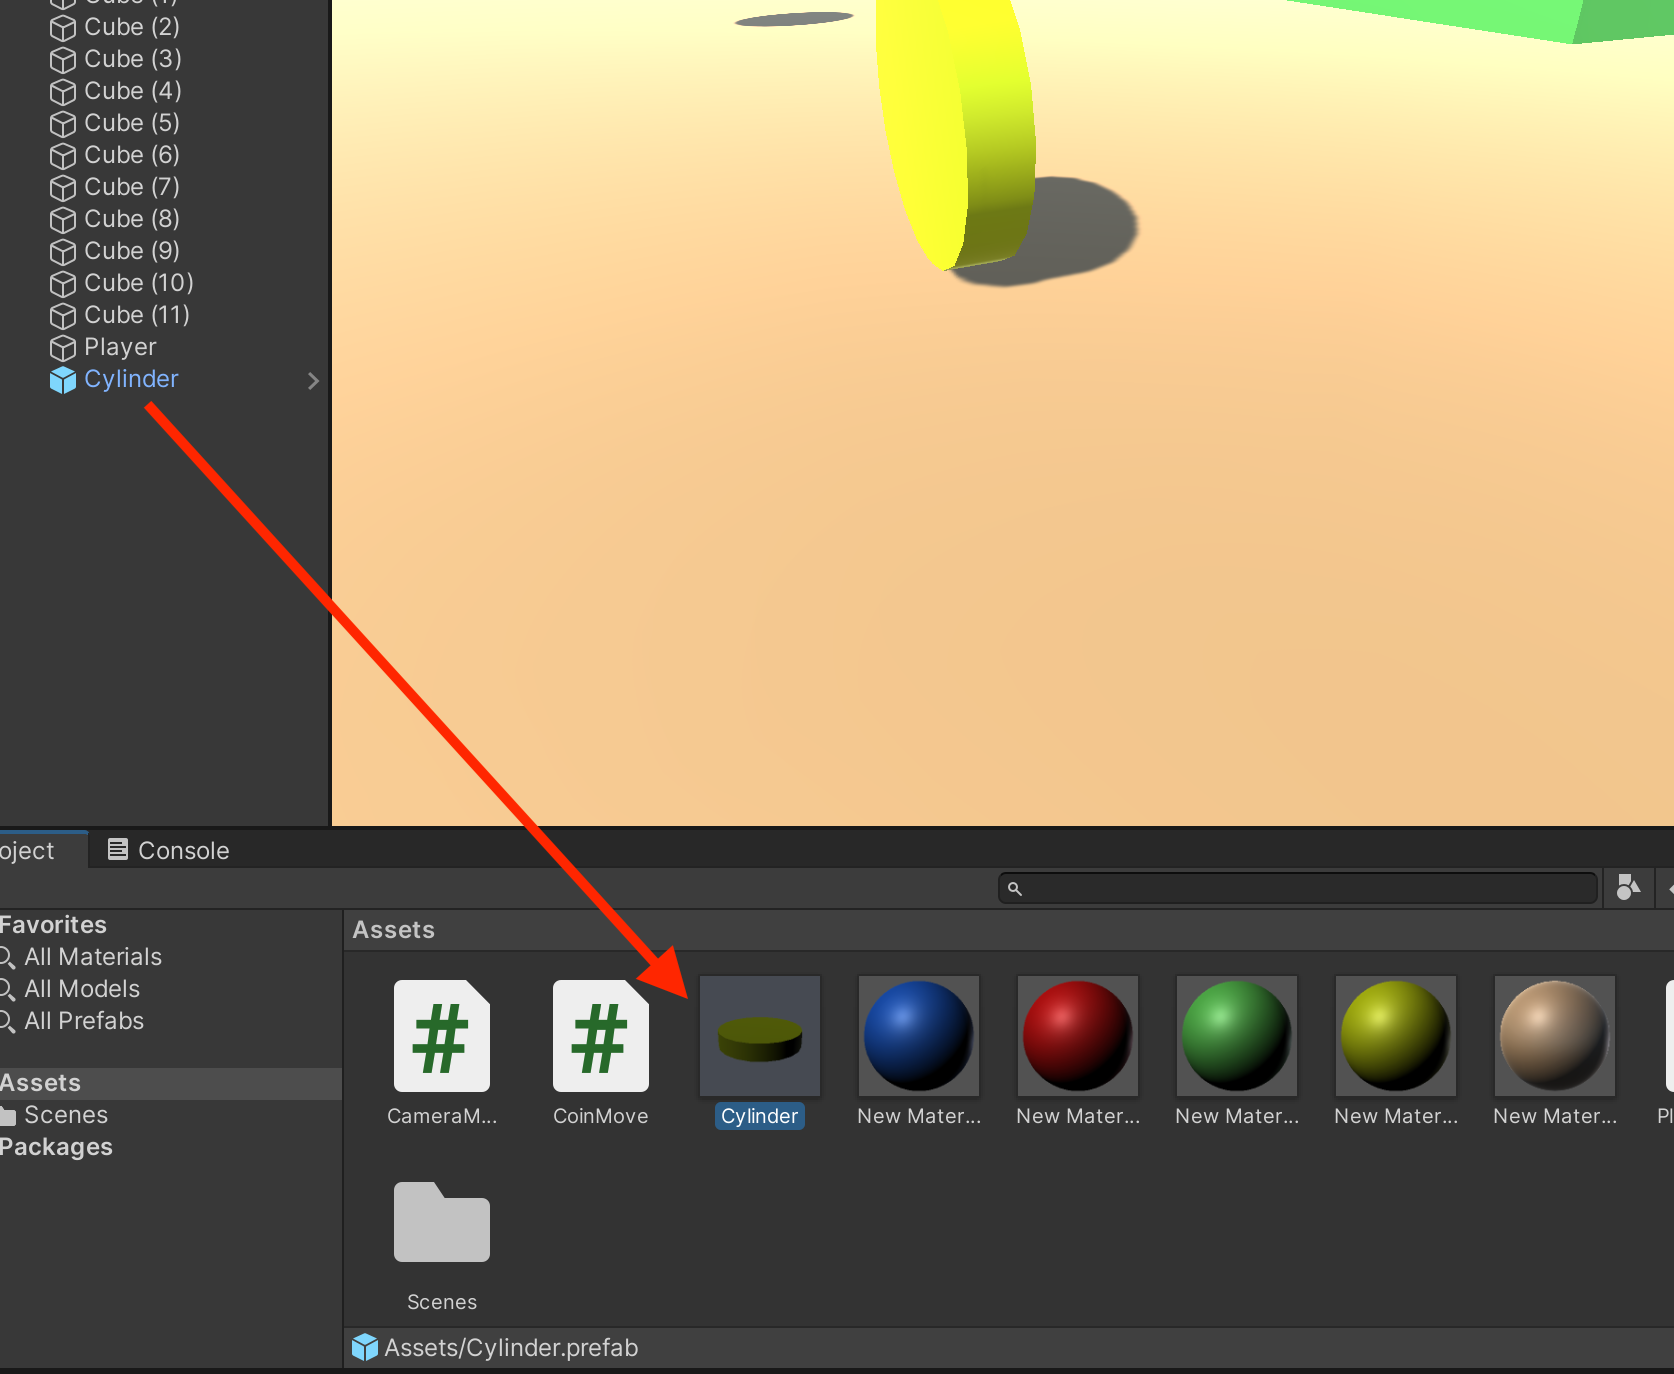 Cube (2)
Cube (3)
Cube (4)
Cube (5)
Cube (6)
Cube (7)
Cube (8)
Cube (9)
Cube (10)
Cube (11)
Player
Cylinder
oject
Console
Favorites
All Materials
All Models
All Prefabs
Assets
Scenes
Packages
Assets
CameraM...
CoinMove
Cylinder
New Mater...
New Mater...
New Mater...
New Mater...
New Mater...
Pl
Scenes
Assets/Cylinder.prefab